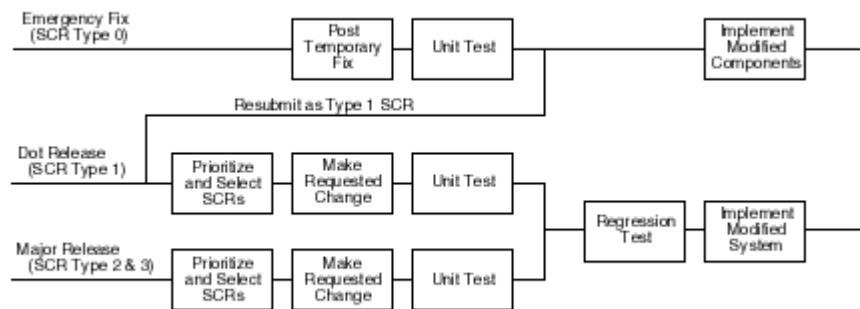 Emergency Fix
(SCR Type 0)
Post
Temporary
Fix
Unit Test
Implement
Modified
Components
Resubmit as Type 1 SCR
Dot Release
(SCR Type 1)
Prioritize
and Select
SCRs
Make
Requested
Change
Unit Test
Regression
Test
Implement
Modified
System
Major Release
(SCR Type 2 & 3)
Prioritize
and Select
SCRs
Make
Requested
Change
Unit Test